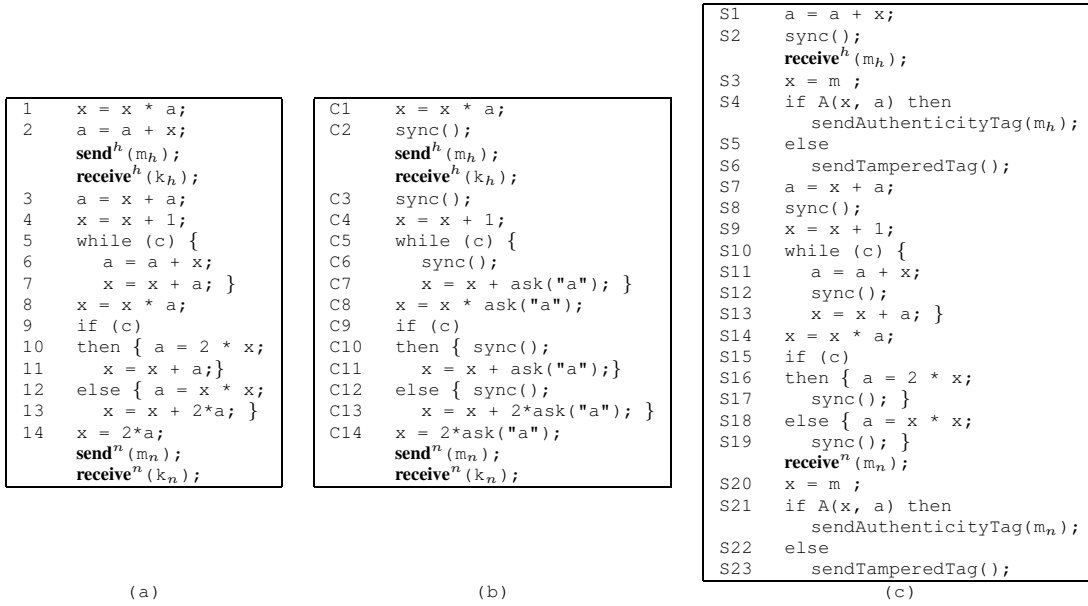 1 x = x * a;
2 a = a + x;
send^h(m_h);
receive^h(k_h);
3 a = x + a;
4 x = x + 1;
5 while (c) {
6 a = a + x;
7 x = x + a; }
8 x = x * a;
9 if (c)
10 then { a = 2 * x;
11 x = x + a;}
12 else { a = x * x;
13 x = x + 2*a; }
14 x = 2*a;
send^n(m_n);
receive^n(k_n);
(a)
C1 x = x * a;
C2 sync();
send^h(m_h);
receive^h(k_h);
C3 sync();
C4 x = x + 1;
C5 while (c) {
C6 sync();
C7 x = x + ask("a"); }
C8 x = x * ask("a");
C9 if (c)
C10 then { sync();
C11 x = x + ask("a");}
C12 else { sync();
C13 x = x + 2*ask("a"); }
C14 x = 2*ask("a");
send^n(m_n);
receive^n(k_n);
(b)
S1 a = a + x;
S2 sync();
receive^h(m_h);
S3 x = m ;
S4 if A(x, a) then
sendAuthenticityTag(m_h);
S5 else
S6 sendTamperedTag();
S7 a = x + a;
S8 sync();
S9 x = x + 1;
S10 while (c) {
S11 a = a + x;
S12 sync();
S13 x = x + a; }
S14 x = x * a;
S15 if (c)
S16 then { a = 2 * x;
S17 sync(); }
S18 else { a = x * x;
S19 sync(); }
receive^n(m_n);
S20 x = m ;
S21 if A(x, a) then
sendAuthenticityTag(m_n);
S22 else
S23 sendTamperedTag();
(c)